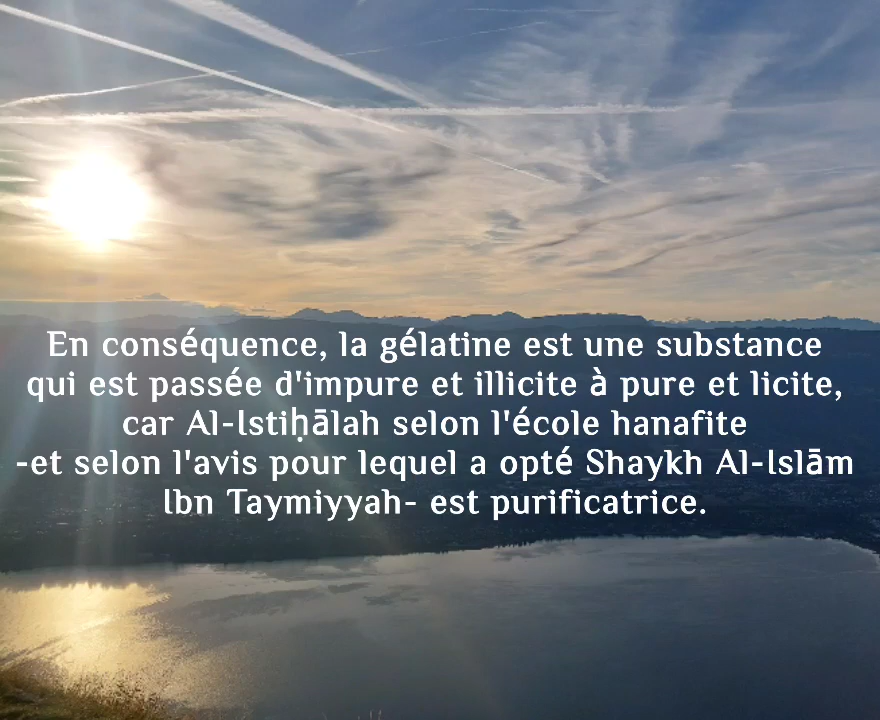 En conséquence, la gélatine est une substance
qui est passée d'impure et illicite à pure et licite,
car Al-Istiḥālah selon l'école hanafite
-et selon l'avis pour lequel a opté Shaykh Al-Islām
Ibn Taymiyyah- est purificatrice.